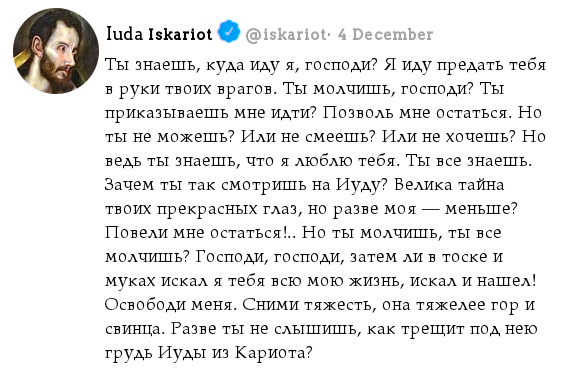 Iuda Iskariot @iskariot· 4 December
Ты знаешь, куда иду я, господи? Я иду предать тебя
в руки твоих врагов. Ты молчишь, господи? Ты
приказываешь мне идти? Позволь мне остаться. Но
ты не можешь? Или не смеешь? Или не хочешь? Но
ведь ты знаешь, что я люблю тебя. Ты все знаешь.
Зачем ты так смотришь на Иуду? Велика тайна
твоих прекрасных глаз, но разве моя — меньше?
Повели мне остаться!.. Но ты молчишь, ты все
молчишь? Господи, господи, затем ли в тоске и
муках искал я тебя всю мою жизнь, искал и нашел!
Освободи меня. Сними тяжесть, она тяжелее гор и
свинца. Разве ты не слышишь, как трещит под нею
грудь Иуды из Кариота?